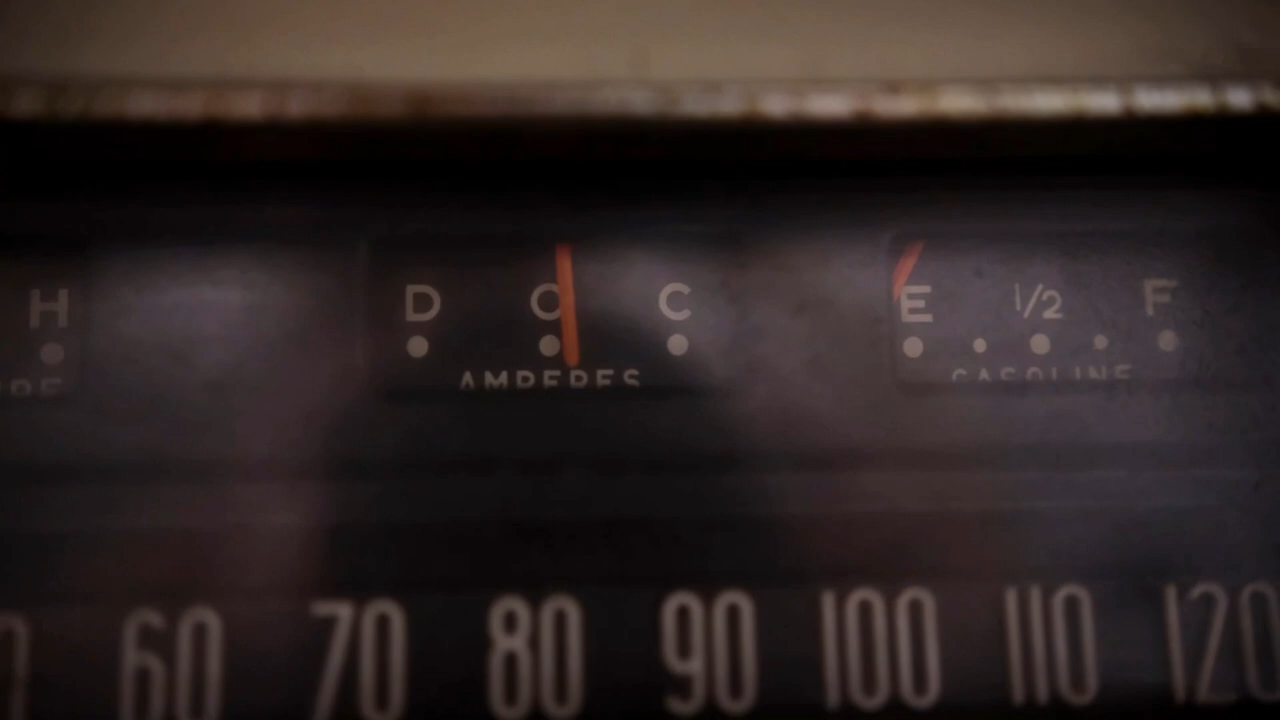 H
D O C
E 1/2 F
AMPERES
GASOLINE
60 70 80 90 100 110 120